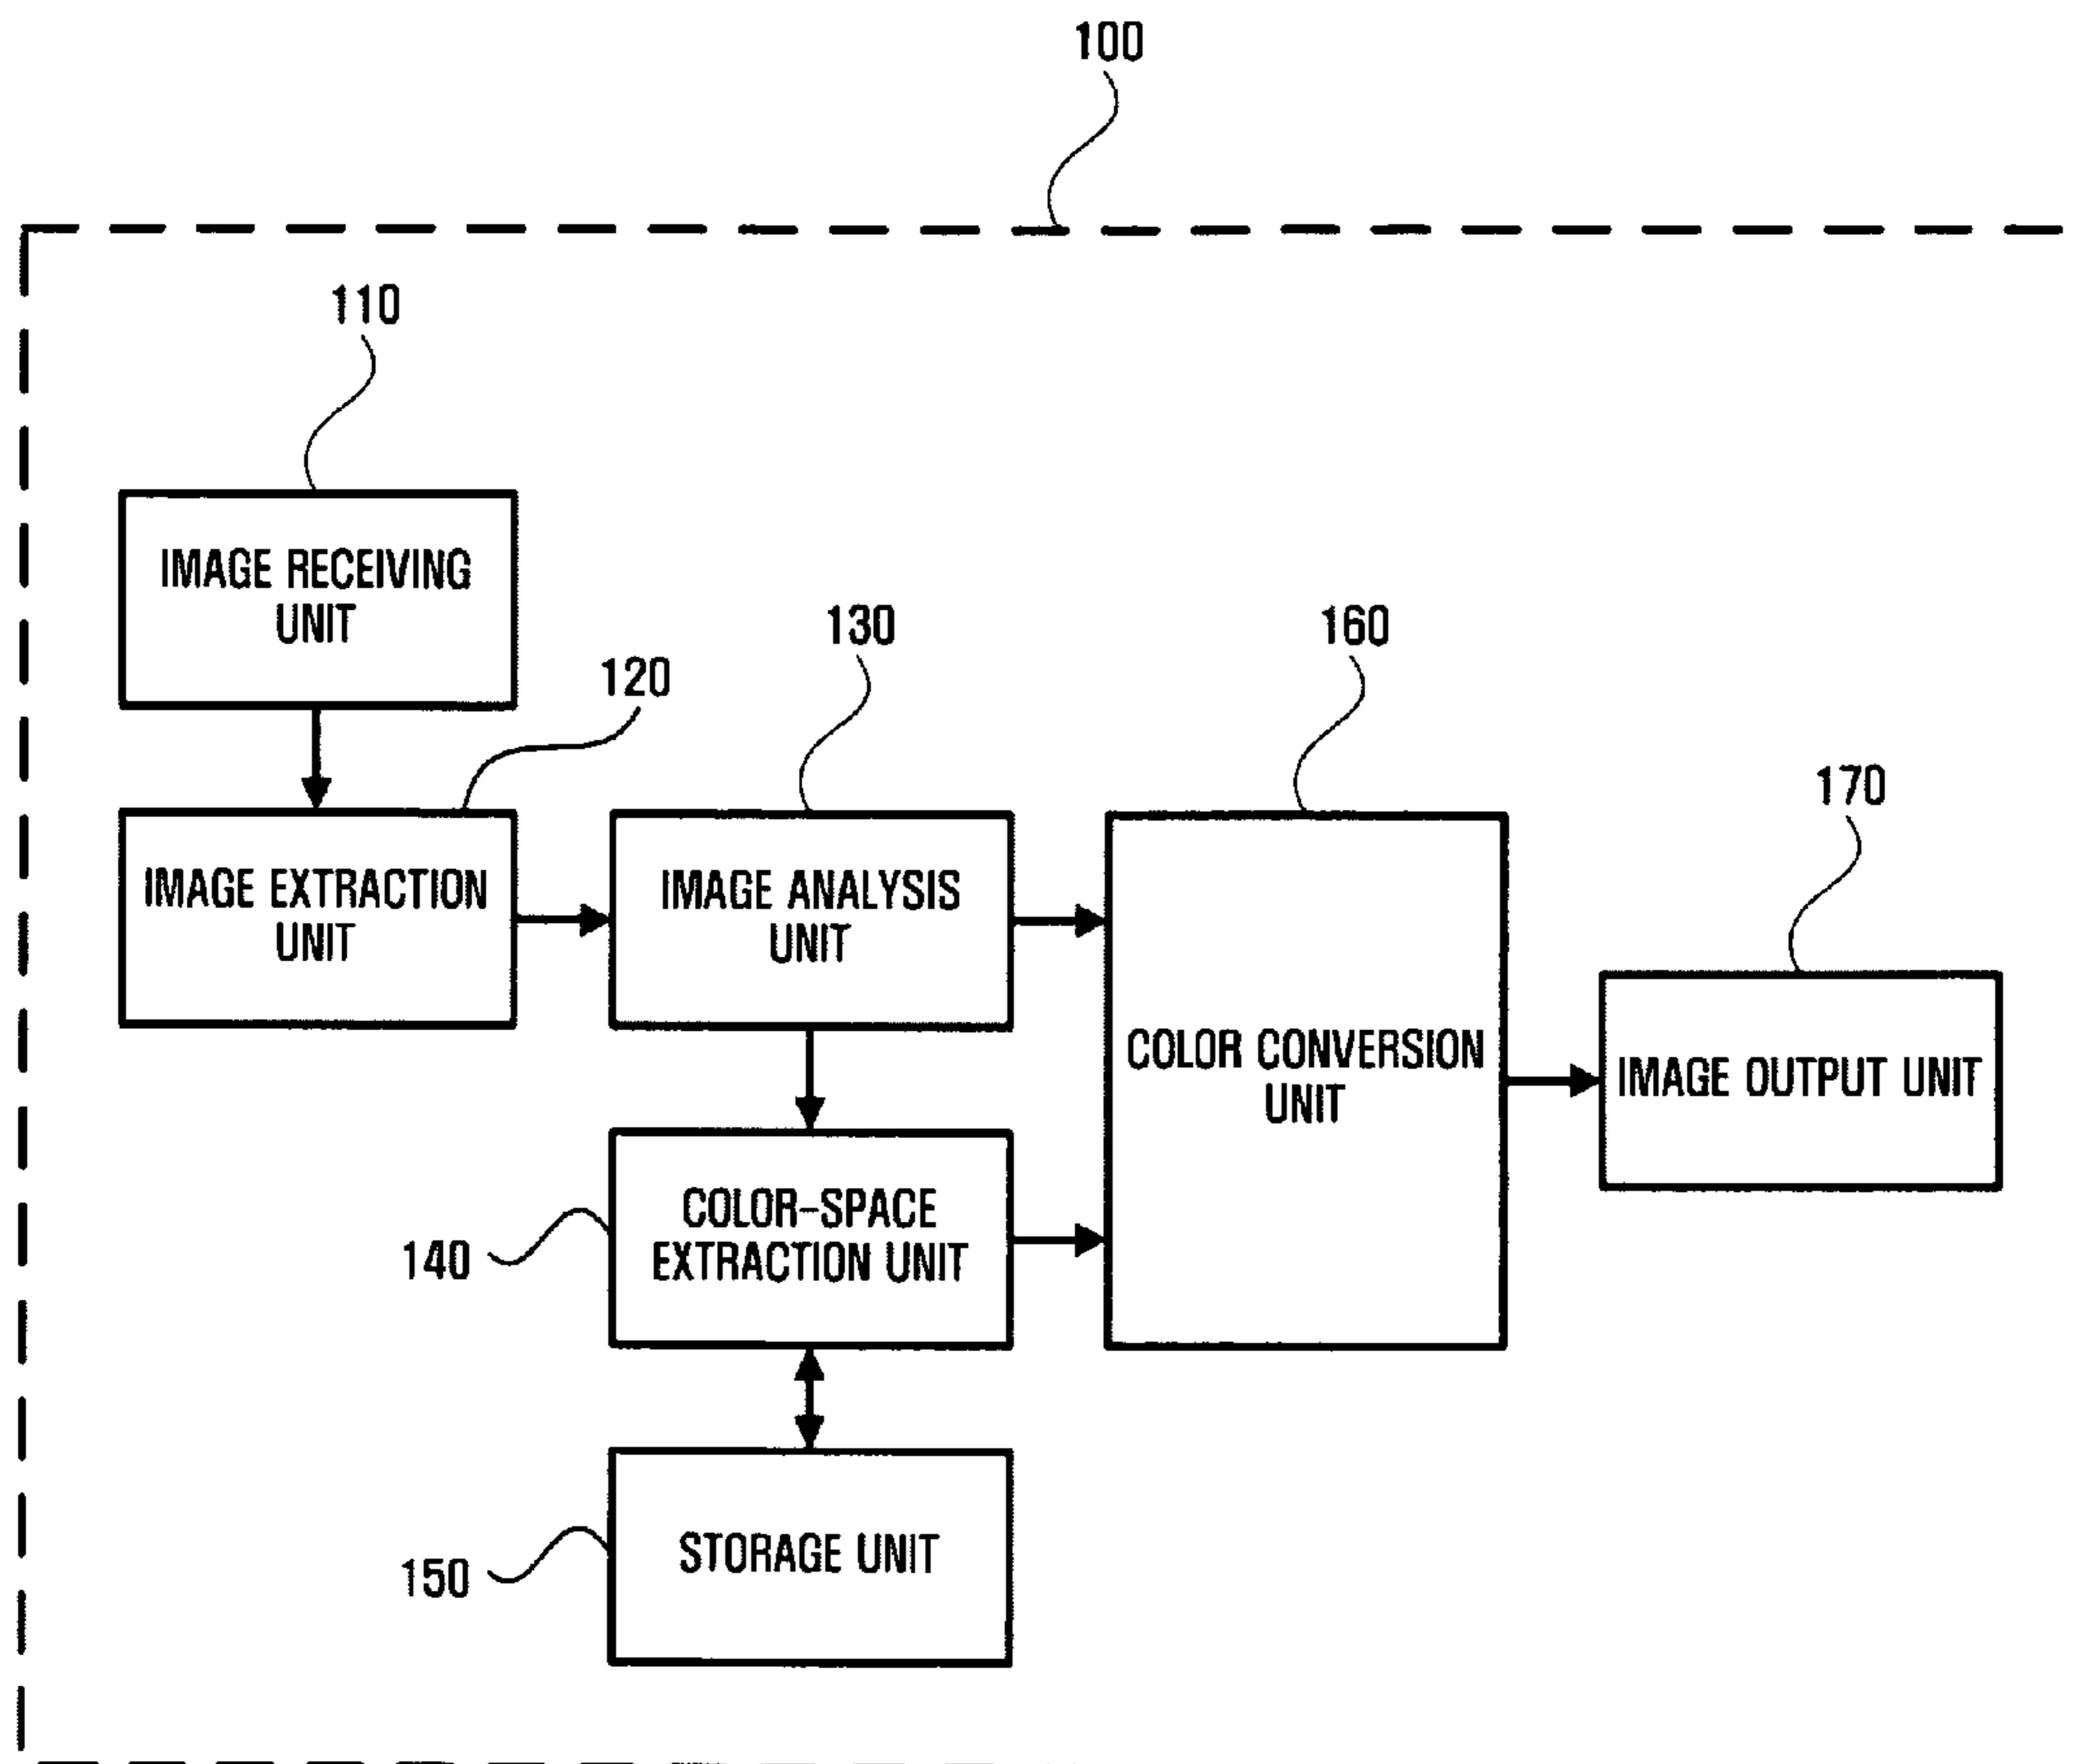 100
110
IMAGE RECEIVING
UNIT
120
130
160
170
IMAGE EXTRACTION
UNIT
IMAGE ANALYSIS
UNIT
COLOR CONVERSION
UNIT
IMAGE OUTPUT UNIT
140
COLOR-SPACE
EXTRACTION UNIT
150
STORAGE UNIT